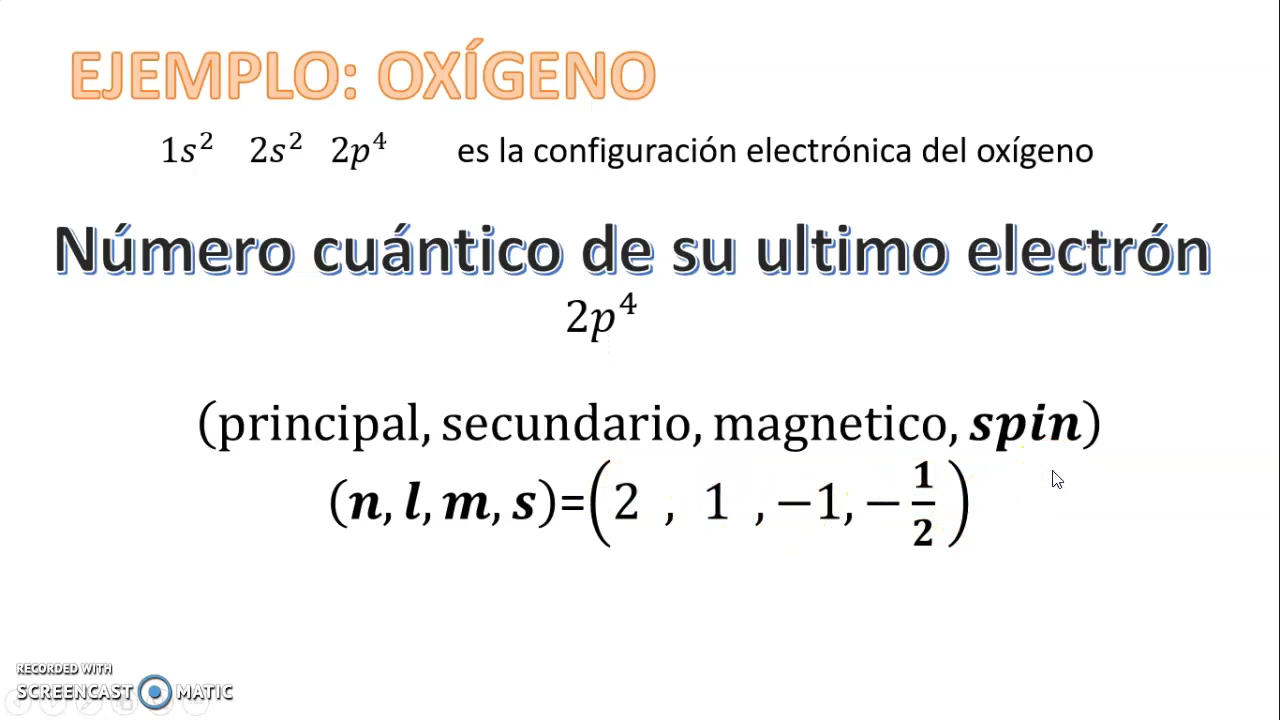 EJEMPLO: OXÍGENO
1s² 2s² 2p⁴ es la configuración electrónica del oxígeno
Número cuántico de su ultimo electrón
2p⁴
(principal, secundario, magnetico, spin)
(n, l, m, s)=(2 , 1 , −1, −1/2)
RECORDED WITH
SCREENCAST MATIC